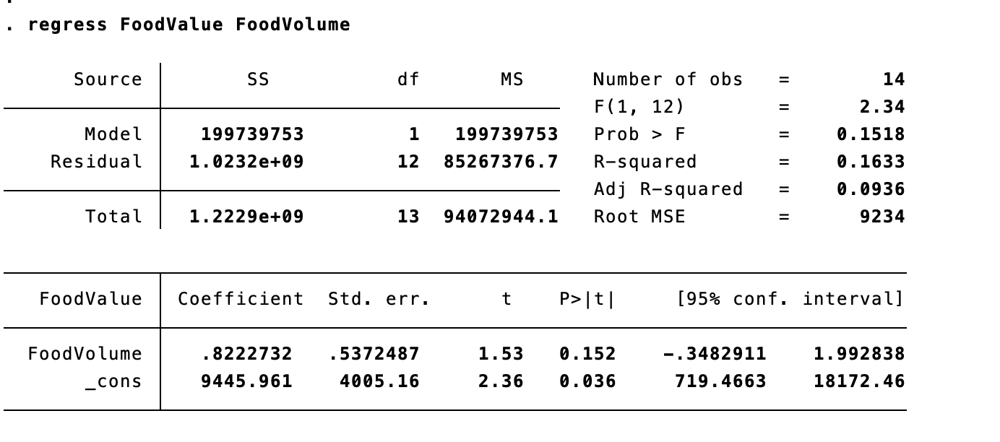 . regress FoodValue FoodVolume
Source SS df MS Number of obs = 14
F(1, 12) = 2.34
Model 199739753 1 199739753 Prob > F = 0.1518
Residual 1.0232e+09 12 85267376.7 R-squared = 0.1633
Adj R-squared = 0.0936
Total 1.2229e+09 13 94072944.1 Root MSE = 9234
FoodValue Coefficient Std. err. t P>|t| [95% conf. interval]
FoodVolume .8222732 .5372487 1.53 0.152 -.3482911 1.992838
_cons 9445.961 4005.16 2.36 0.036 719.4663 18172.46